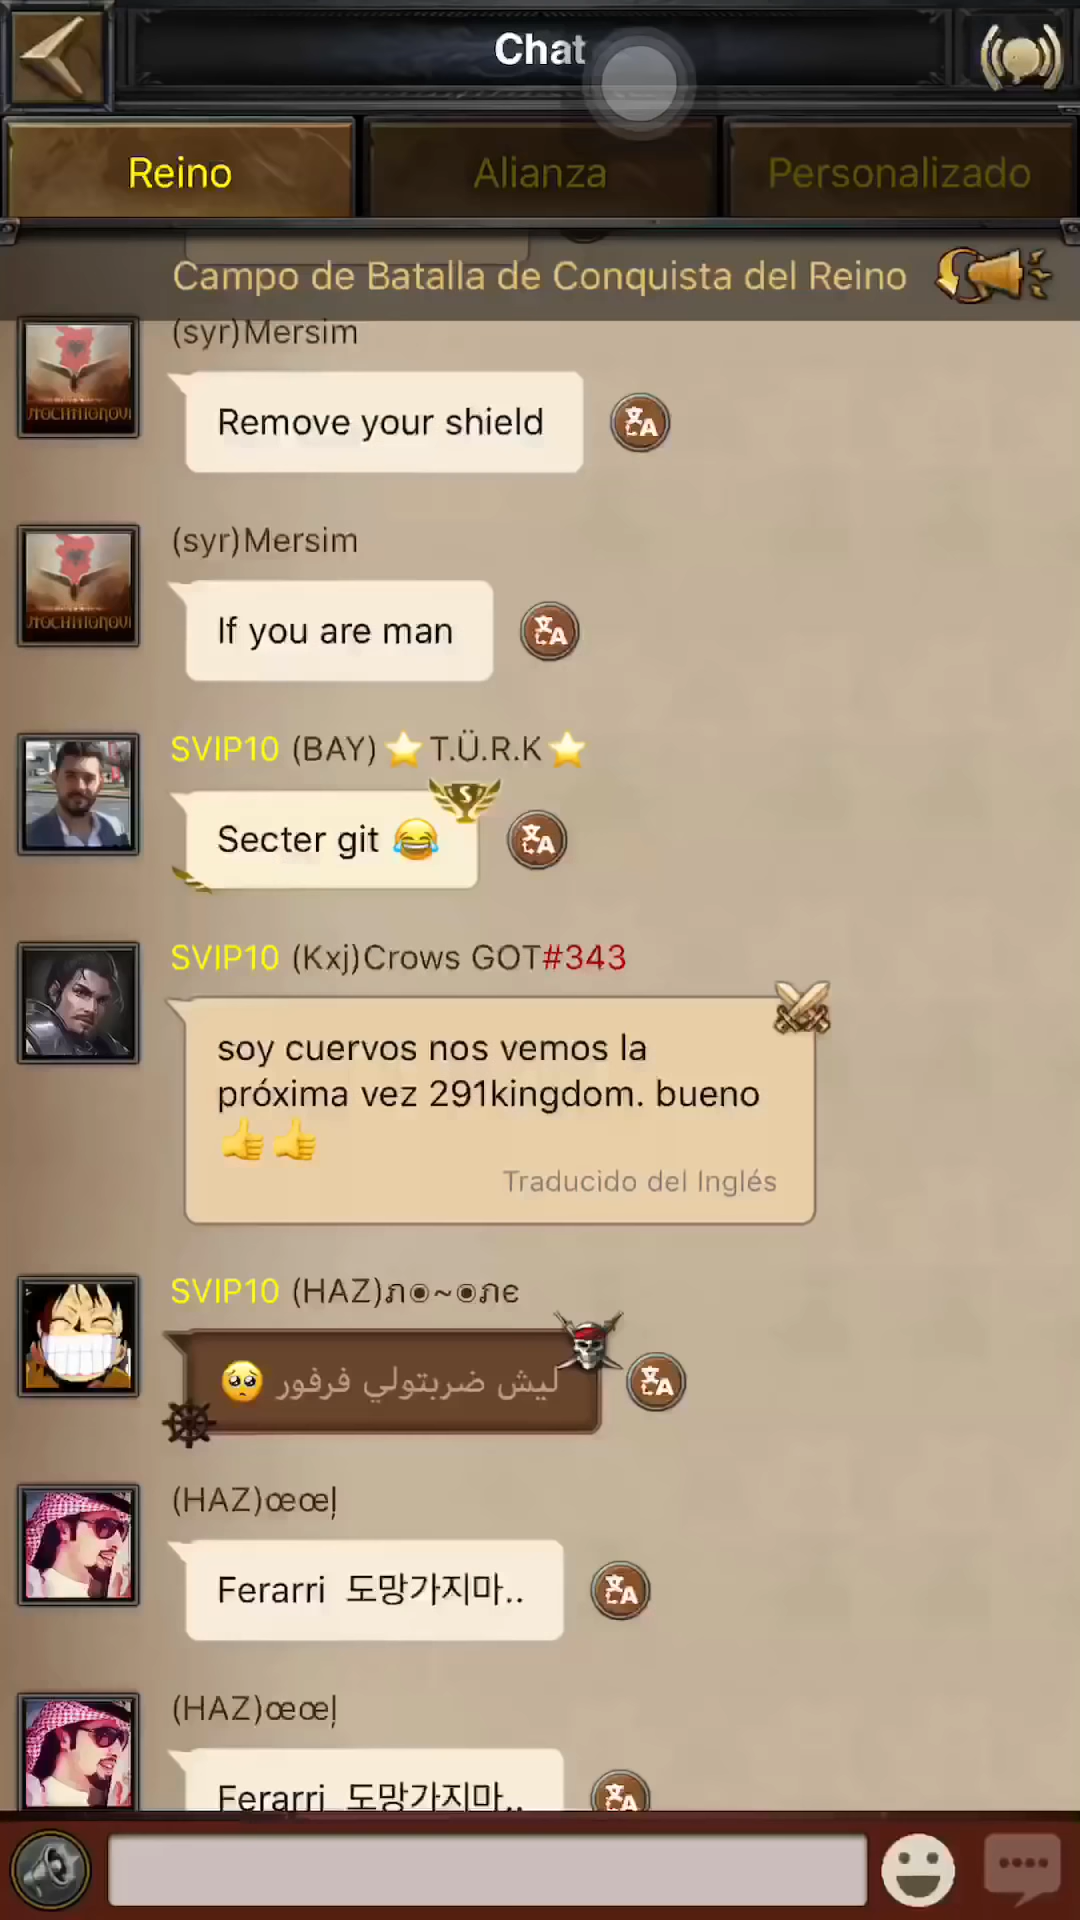 Chat
Reino
Alianza
Personalizado
Campo de Batalla de Conquista del Reino
(syr)Mersim
Remove your shield
(syr)Mersim
If you are man
SVIP10 (BAY)⭐T.Ü.R.K⭐
Secter git 😂
SVIP10 (Kxj)Crows GOT#343
soy cuervos nos vemos la
próxima vez 291kingdom. bueno
👍👍
Traducido del Inglés
SVIP10 (HAZ)
ليش ضربتولي فرفور 🥺
(HAZ)œœļ
Ferarri 도망가지마..
(HAZ)œœļ
Ferarri 도망가지마..